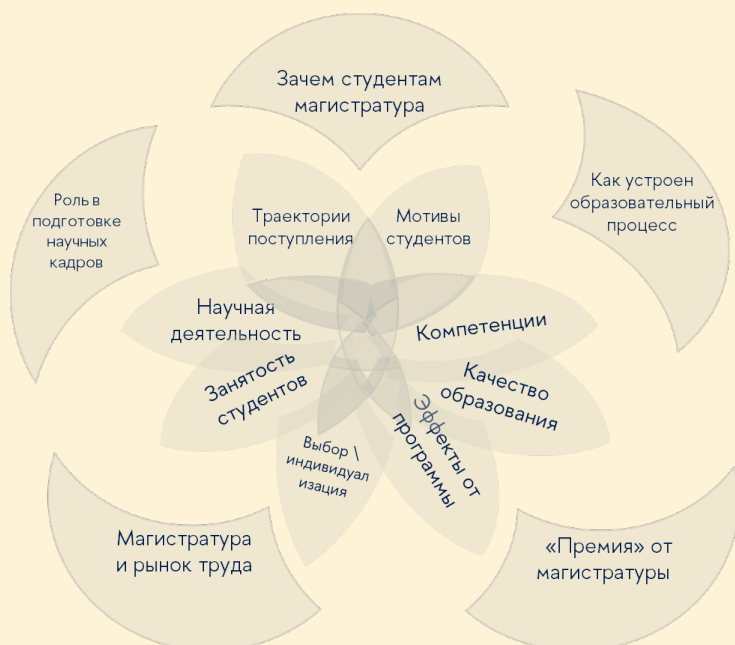 Зачем студентам
магистратура
Роль в
подготовке
научных
кадров
Как устроен
образовательный
процесс
Траектории
поступления
Мотивы
студентов
Научная
деятельность
Компетенции
Занятость
студентов
Качество
образования
Выбор \
индивидуал
изация
Эффекты от
программы
Магистратура
и рынок труда
«Премия» от
магистратуры